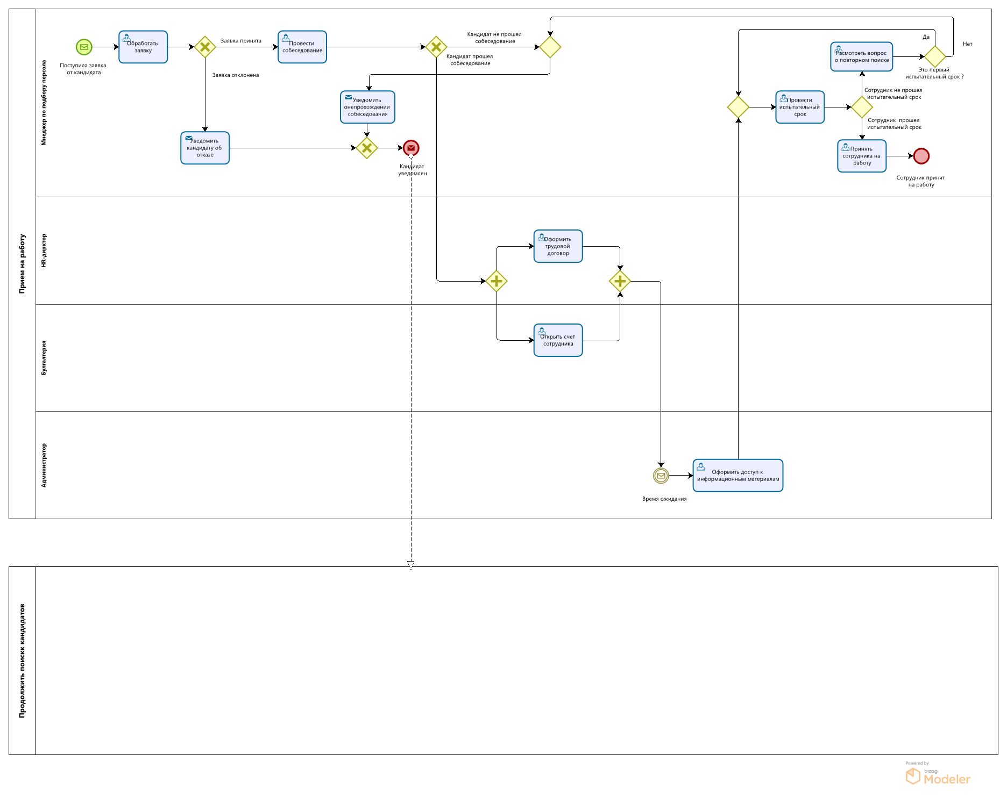 Прием на работу
Мнеджер по подбору персола
Поступила заявка
от кандидата
Обработать
заявку
Заявка принята
Заявка отклонена
Провести
собеседование
Кандидат не прошел
собеседование
Кандидат прошел
собеседование
Уведомить
онепрохождении
собеседования
Уведомить
кандидату об
отказе
Кандидат
уведомлен
Да
Нет
Расмотреть вопрос
о повторном поиске
Это первый
испытательный срок ?
Сотрудник не прошел
испытательный срок
Провести
испытательный
срок
Сотрудник прошел
испытательный срок
Принять
сотрудника на
работу
Сотрудник принят
на работу
HR-дирктор
Оформить
трудовой
договор
Булгалтерия
Открыть счет
сотрудника
Администратор
Время ожидания
Оформить доступ к
информационным материалам
Продолжить поискк кандидатов
Powered by
bizagi
Modeler